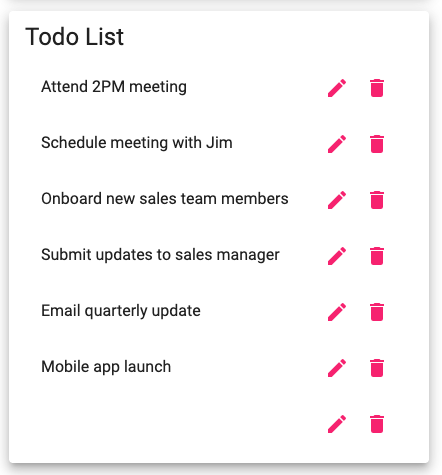 Todo List
Attend 2PM meeting
Schedule meeting with Jim
Onboard new sales team members
Submit updates to sales manager
Email quarterly update
Mobile app launch